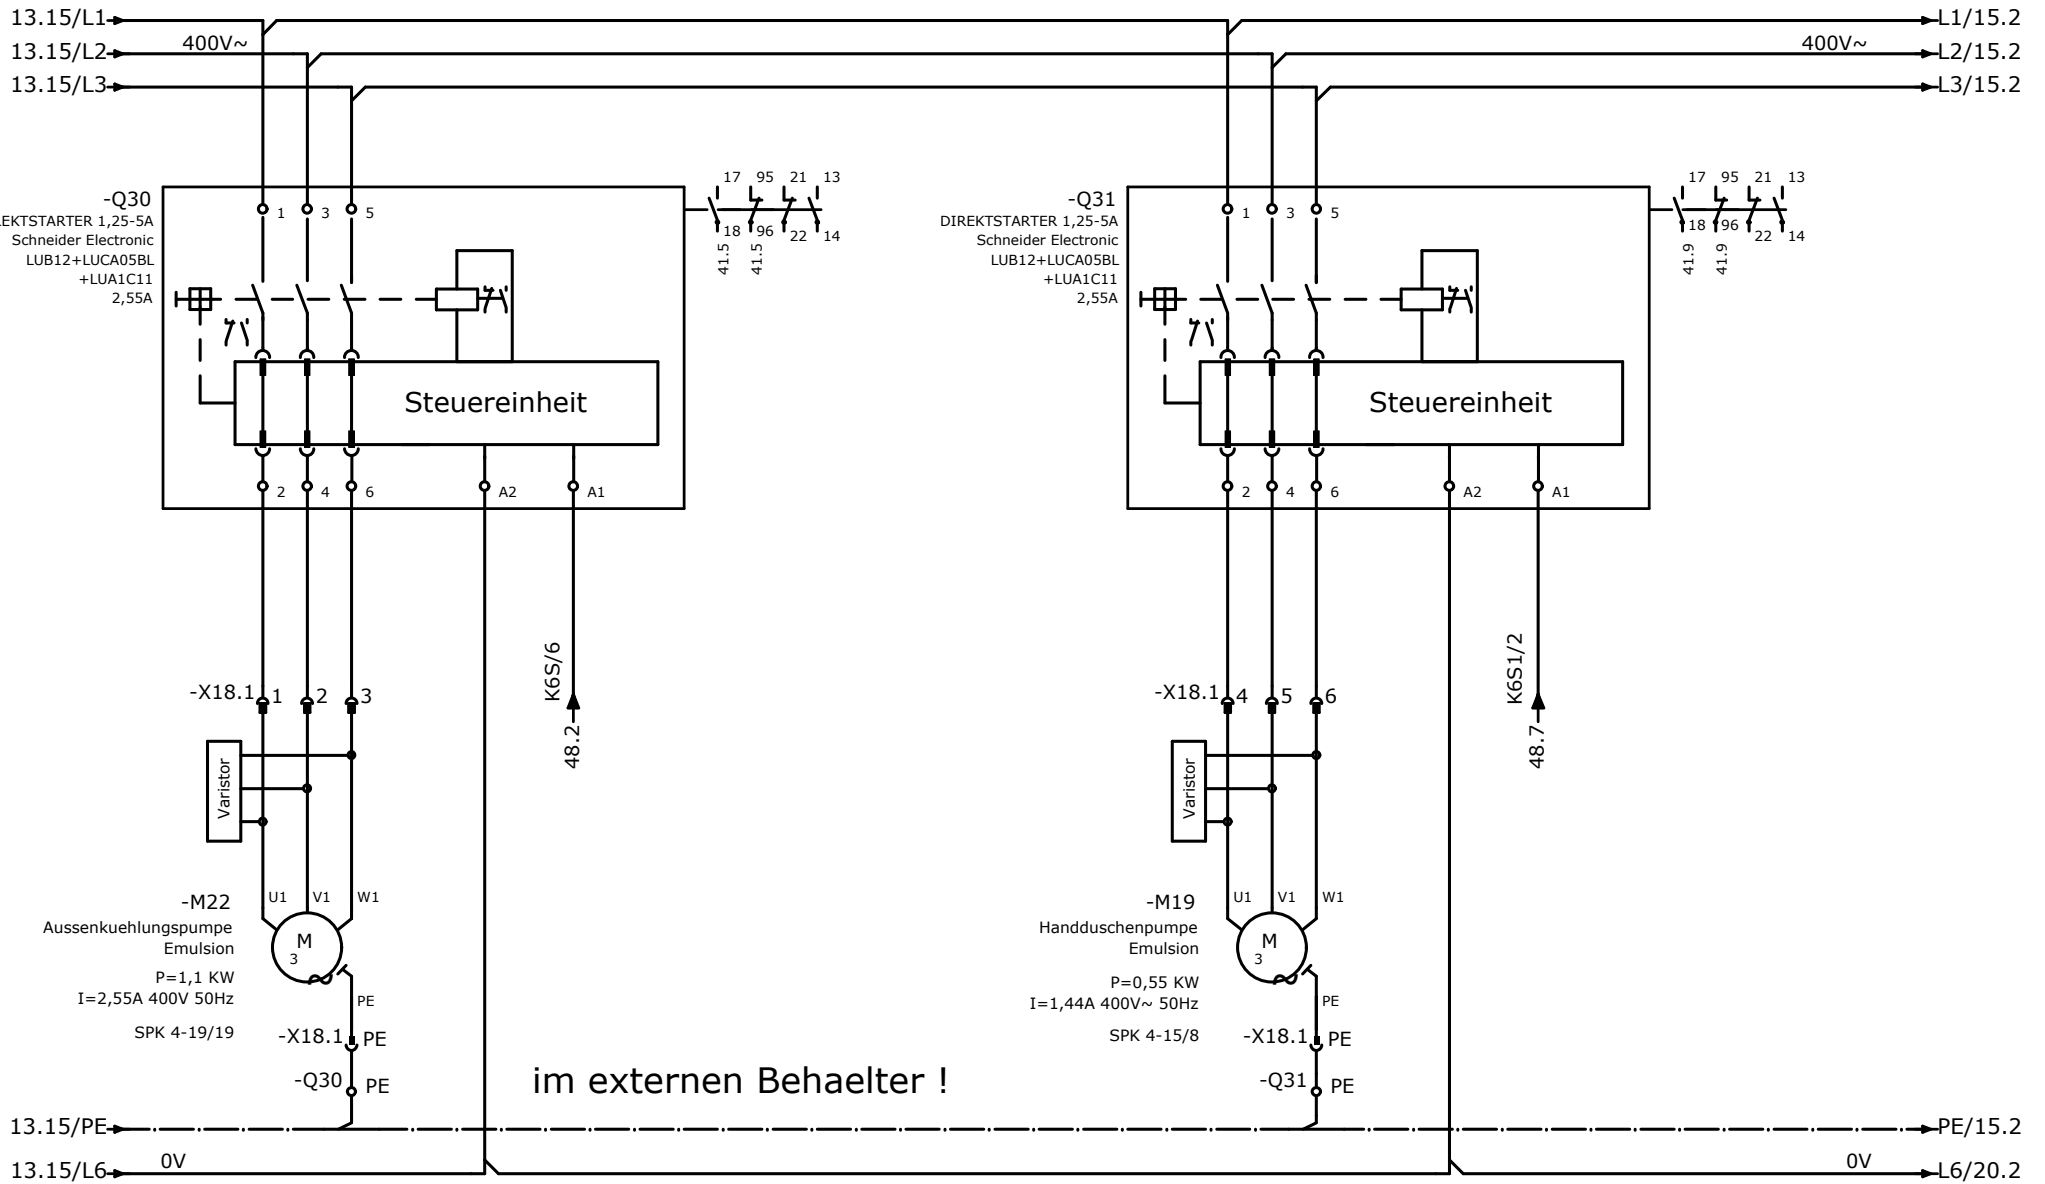 13.15/L1
L1/15.2
13.15/L2
400V~
400V~
L2/15.2
13.15/L3
L3/15.2
-Q30
EKTSTARTER 1,25-5A
Schneider Electronic
LUB12+LUCA05BL
+LUA1C11
2,55A
1
3
5
17
95
21
13
18
96
22
14
41.5
41.5
Steuereinheit
2
4
6
A2
A1
K6S/6
48.2
-X18.1
1
2
3
Varistor
-M22
Aussenkuehlungspumpe
Emulsion
P=1,1 KW
I=2,55A 400V 50Hz
SPK 4-19/19
U1
V1
W1
M
3
PE
-X18.1
PE
-Q30
PE
im externen Behaelter !
-Q31
DIREKTSTARTER 1,25-5A
Schneider Electronic
LUB12+LUCA05BL
+LUA1C11
2,55A
1
3
5
17
95
21
13
18
96
22
14
41.9
41.9
Steuereinheit
2
4
6
A2
A1
K6S1/2
48.7
-X18.1
4
5
6
Varistor
-M19
Handduschenpumpe
Emulsion
P=0,55 KW
I=1,44A 400V~ 50Hz
SPK 4-15/8
U1
V1
W1
M
3
PE
-X18.1
PE
-Q31
PE
13.15/PE
PE/15.2
13.15/L6
0V
0V
L6/20.2